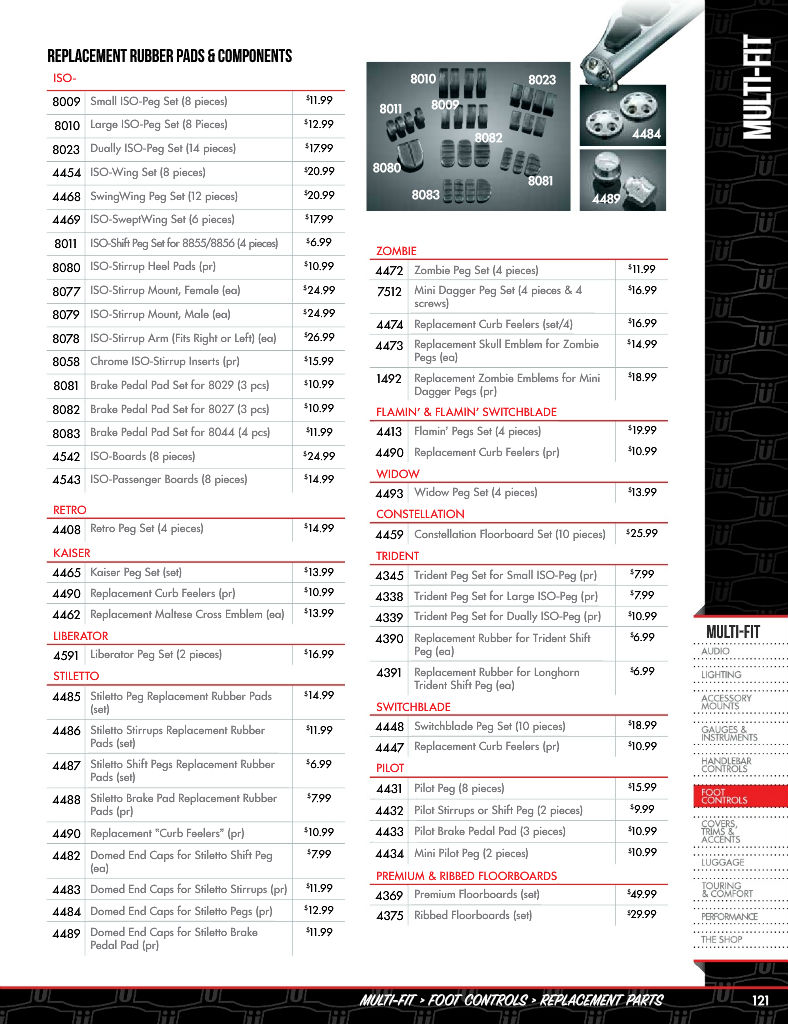 REPLACEMENT RUBBER PADS & COMPONENTS
ISO-
8009 Small ISO-Peg Set (8 pieces) $11.99
8010 Large ISO-Peg Set (8 Pieces) $12.99
8023 Dually ISO-Peg Set (14 pieces) $17.99
4454 ISO-Wing Set (8 pieces) $20.99
4468 SwingWing Peg Set (12 pieces) $20.99
4469 ISO-SweptWing Set (6 pieces) $17.99
8011 ISO-Shift Peg Set for 8855/8856 (4 pieces) $6.99
8080 ISO-Stirrup Heel Pads (pr) $10.99
8077 ISO-Stirrup Mount, Female (ea) $24.99
8079 ISO-Stirrup Mount, Male (ea) $24.99
8078 ISO-Stirrup Arm (Fits Right or Left) (ea) $26.99
8058 Chrome ISO-Stirrup Inserts (pr) $15.99
8081 Brake Pedal Pad Set for 8029 (3 pcs) $10.99
8082 Brake Pedal Pad Set for 8027 (3 pcs) $10.99
8083 Brake Pedal Pad Set for 8044 (4 pcs) $11.99
4542 ISO-Boards (8 pieces) $24.99
4543 ISO-Passenger Boards (8 pieces) $14.99
RETRO
4408 Retro Peg Set (4 pieces) $14.99
KAISER
4465 Kaiser Peg Set (set) $13.99
4490 Replacement Curb Feelers (pr) $10.99
4462 Replacement Maltese Cross Emblem (ea) $13.99
LIBERATOR
4591 Liberator Peg Set (2 pieces) $16.99
STILETTO
4485 Stiletto Peg Replacement Rubber Pads $14.99
(set)
4486 Stiletto Stirrups Replacement Rubber $11.99
Pads (set)
4487 Stiletto Shift Pegs Replacement Rubber $6.99
Pads (set)
4488 Stiletto Brake Pad Replacement Rubber $7.99
Pads (pr)
4490 Replacement "Curb Feelers" (pr) $10.99
4482 Domed End Caps for Stiletto Shift Peg $7.99
(ea)
4483 Domed End Caps for Stiletto Stirrups (pr) $11.99
4484 Domed End Caps for Stiletto Pegs (pr) $12.99
4489 Domed End Caps for Stiletto Brake $11.99
Pedal Pad (pr)
8010
8023
8011
8009
8082
8080
8081
8083
4484
4489
ZOMBIE
4472 Zombie Peg Set (4 pieces) $11.99
7512 Mini Dagger Peg Set (4 pieces & 4 $16.99
screws)
4474 Replacement Curb Feelers (set/4) $16.99
4473 Replacement Skull Emblem for Zombie $14.99
Pegs (ea)
1492 Replacement Zombie Emblems for Mini $18.99
Dagger Pegs (pr)
FLAMIN' & FLAMIN' SWITCHBLADE
4413 Flamin' Pegs Set (4 pieces) $19.99
4490 Replacement Curb Feelers (pr) $10.99
WIDOW
4493 Widow Peg Set (4 pieces) $13.99
CONSTELLATION
4459 Constellation Floorboard Set (10 pieces) $25.99
TRIDENT
4345 Trident Peg Set for Small ISO-Peg (pr) $7.99
4338 Trident Peg Set for Large ISO-Peg (pr) $7.99
4339 Trident Peg Set for Dually ISO-Peg (pr) $10.99
4390 Replacement Rubber for Trident Shift $6.99
Peg (ea)
4391 Replacement Rubber for Longhorn $6.99
Trident Shift Peg (ea)
SWITCHBLADE
4448 Switchblade Peg Set (10 pieces) $18.99
4447 Replacement Curb Feelers (pr) $10.99
PILOT
4431 Pilot Peg (8 pieces) $15.99
4432 Pilot Stirrups or Shift Peg (2 pieces) $9.99
4433 Pilot Brake Pedal Pad (3 pieces) $10.99
4434 Mini Pilot Peg (2 pieces) $10.99
PREMIUM & RIBBED FLOORBOARDS
4369 Premium Floorboards (set) $49.99
4375 Ribbed Floorboards (set) $29.99
MULTI-FIT
MULTI-FIT
AUDIO
LIGHTING
ACCESSORY
MOUNTS
GAUGES &
INSTRUMENTS
HANDLEBAR
CONTROLS
FOOT
CONTROLS
COVERS,
TRIMS &
ACCENTS
LUGGAGE
TOURING
& COMFORT
PERFORMANCE
THE SHOP
MULTI-FIT > FOOT CONTROLS > REPLACEMENT PARTS 121